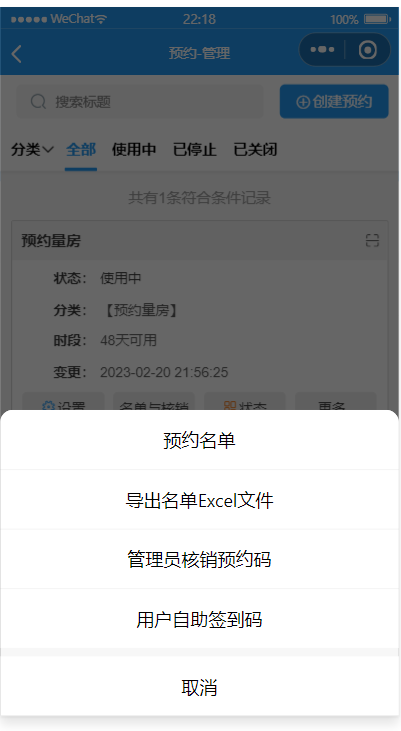 WeChat 22:18 100%
预约-管理
搜索标题 创建预约
分类 全部 使用中 已停止 已关闭
共有1条符合条件记录
预约量房
状态： 使用中
分类： 【预约量房】
时段： 48天可用
变更： 2023-02-20 21:56:25
设置 名单与核销 状态 更多
预约名单
导出名单Excel文件
管理员核销预约码
用户自助签到码
取消